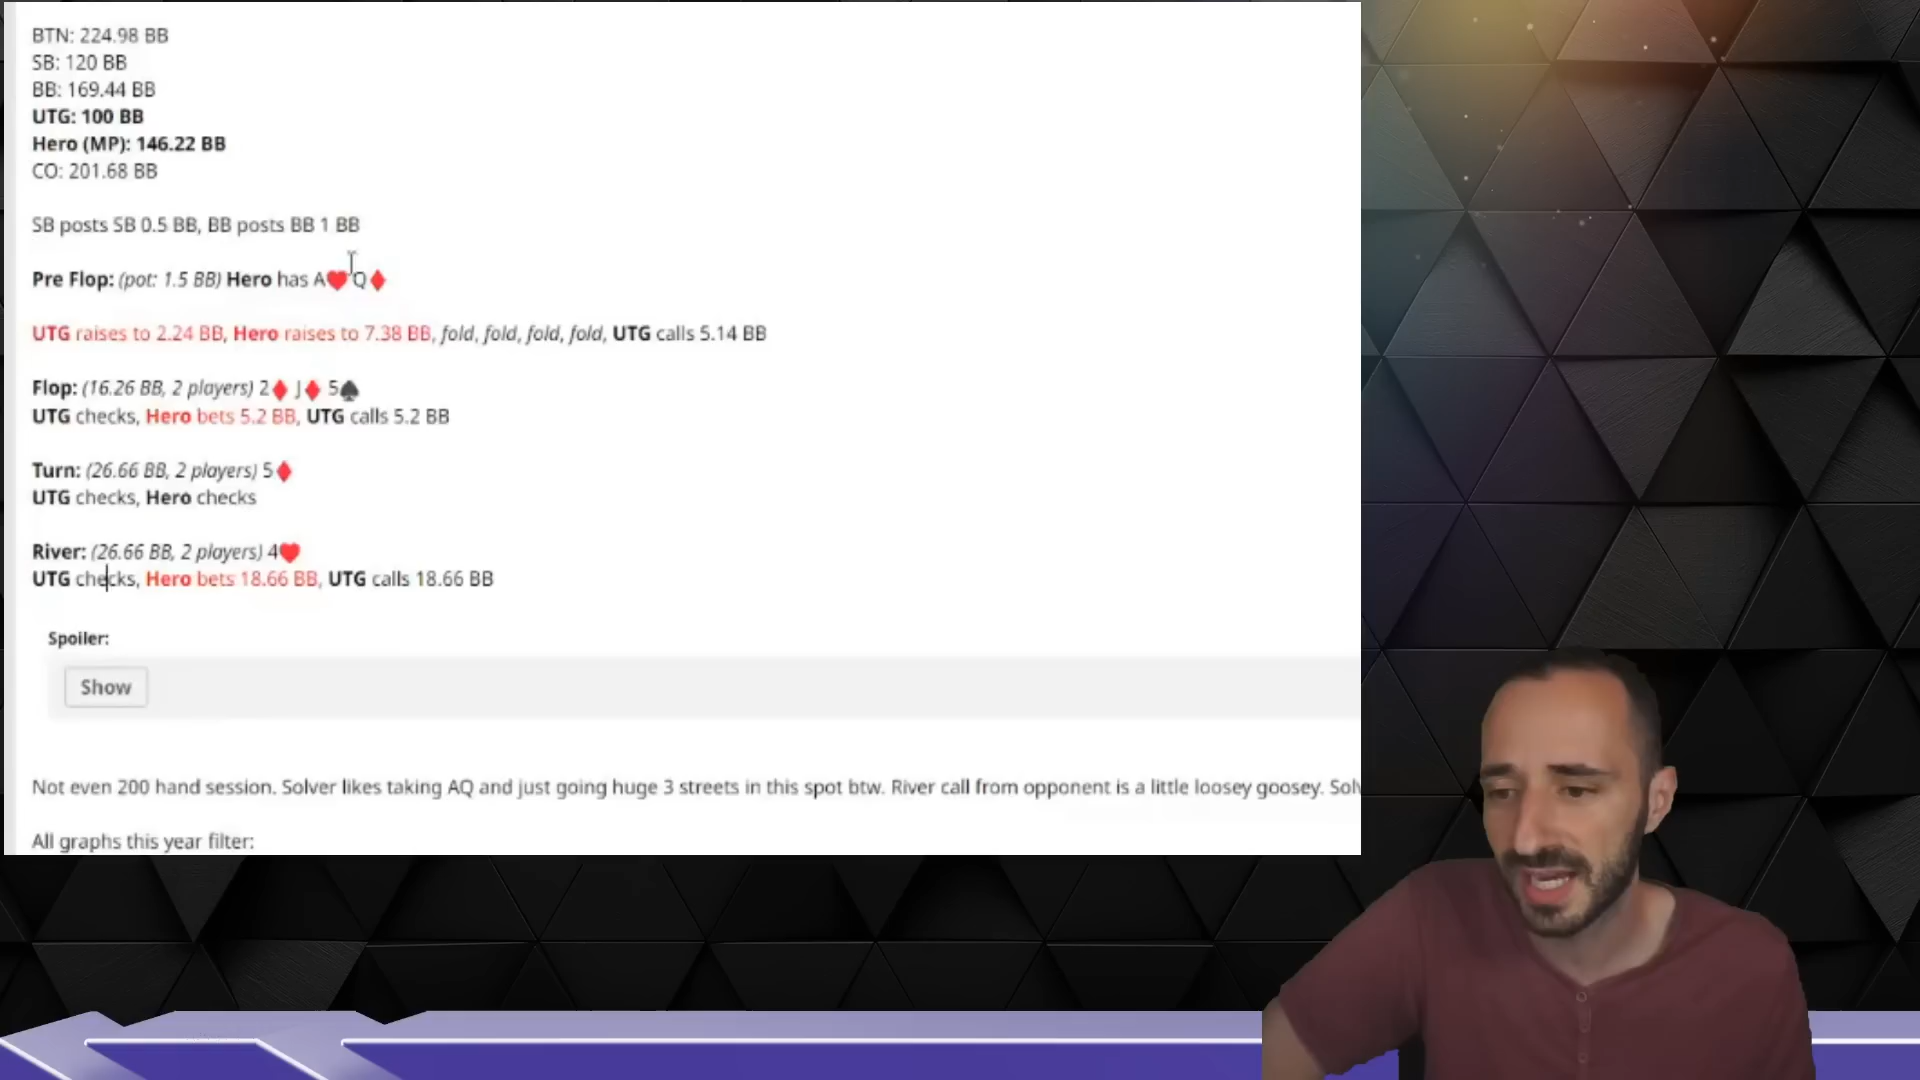 BTN: 224.98 BB
SB: 120 BB
BB: 169.44 BB
UTG: 100 BB
Hero (MP): 146.22 BB
CO: 201.68 BB
SB posts SB 0.5 BB, BB posts BB 1 BB
Pre Flop: (pot: 1.5 BB) Hero has A♥ Q♦
UTG raises to 2.24 BB, Hero raises to 7.38 BB, fold, fold, fold, fold, UTG calls 5.14 BB
Flop: (16.26 BB, 2 players) 2♦ J♦ 5♠
UTG checks, Hero bets 5.2 BB, UTG calls 5.2 BB
Turn: (26.66 BB, 2 players) 5♦
UTG checks, Hero checks
River: (26.66 BB, 2 players) 4♥
UTG checks, Hero bets 18.66 BB, UTG calls 18.66 BB
Spoiler:
Show
Not even 200 hand session. Solver likes taking AQ and just going huge 3 streets in this spot btw. River call from opponent is a little loosey goosey. Solv
All graphs this year filter: